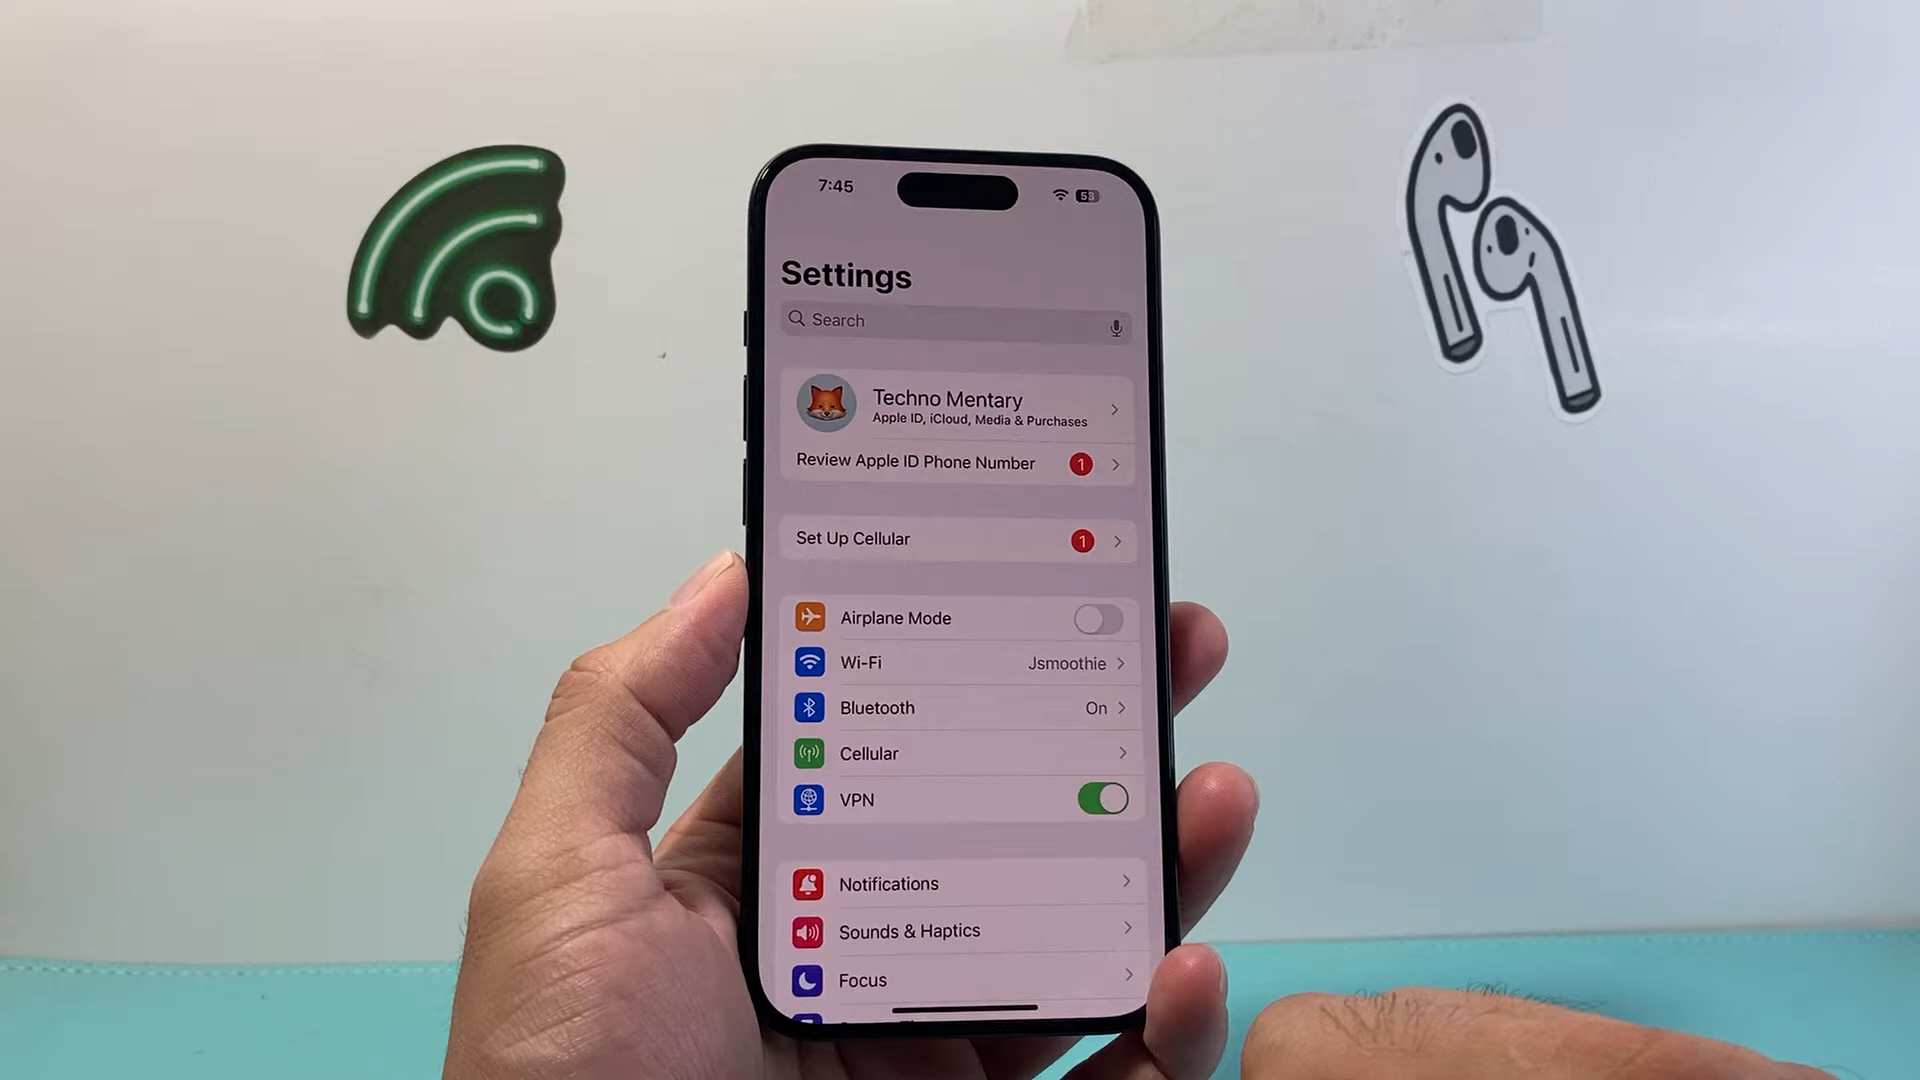 7:45
53
Settings
Search
Techno Mentary
Apple ID, iCloud, Media & Purchases
Review Apple ID Phone Number 1
Set Up Cellular 1
Airplane Mode
Wi-Fi Jsmoothie
Bluetooth On
Cellular
VPN
Notifications
Sounds & Haptics
Focus